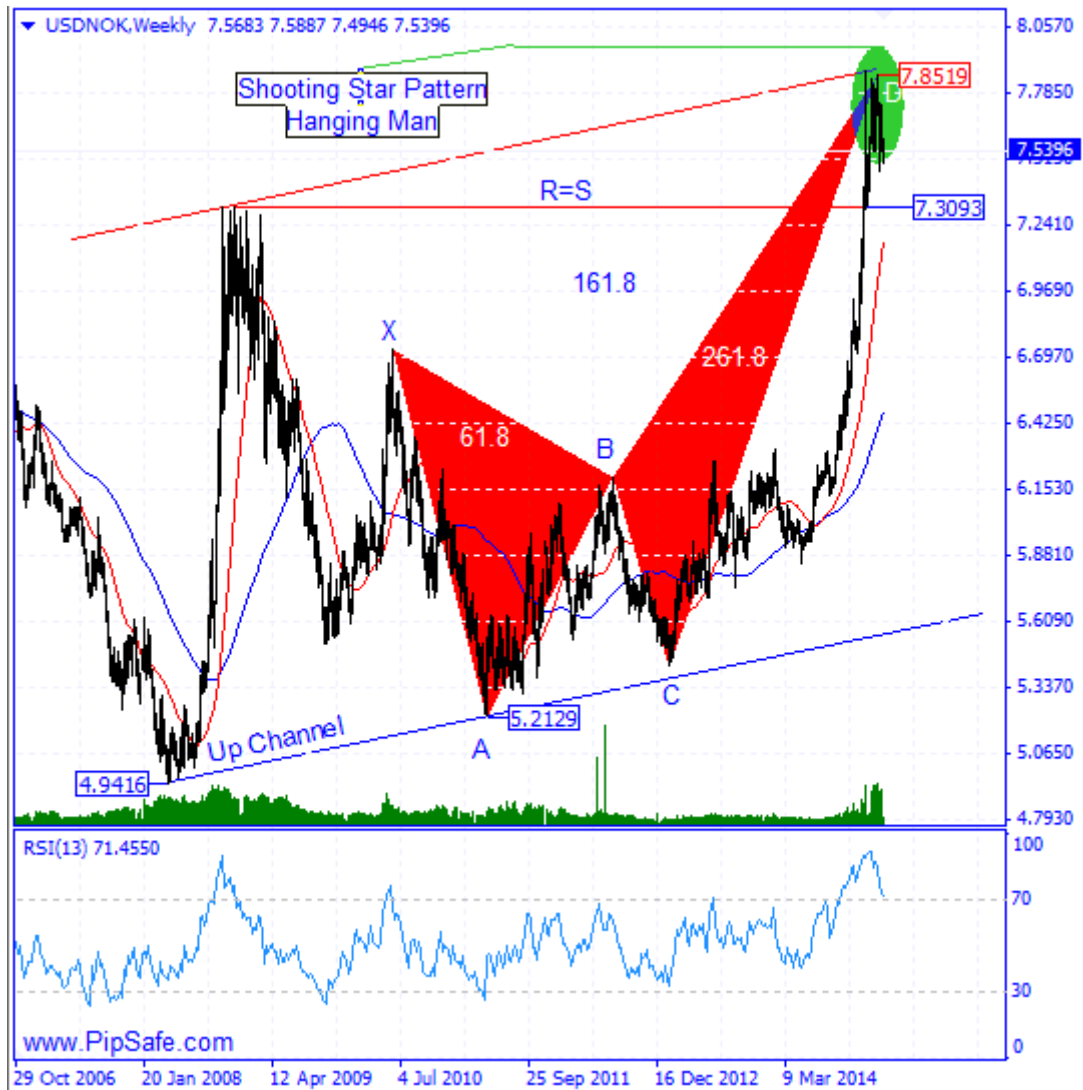 USDNOK,Weekly 7.5683 7.5887 7.4946 7.5396
8.0570
Shooting Star Pattern
Hanging Man
7.8519
7.7850
D
7.5396
R=S
7.3093
7.2410
161.8
6.9690
X
6.6970
261.8
6.4250
61.8
B
6.1530
5.8810
5.6090
C
5.3370
5.2129
A
Up Channel
5.0650
4.9416
4.7930
RSI(13) 71.4550
100
70
30
www.PipSafe.com
0
29 Oct 2006 20 Jan 2008 12 Apr 2009 4 Jul 2010 25 Sep 2011 16 Dec 2012 9 Mar 2014